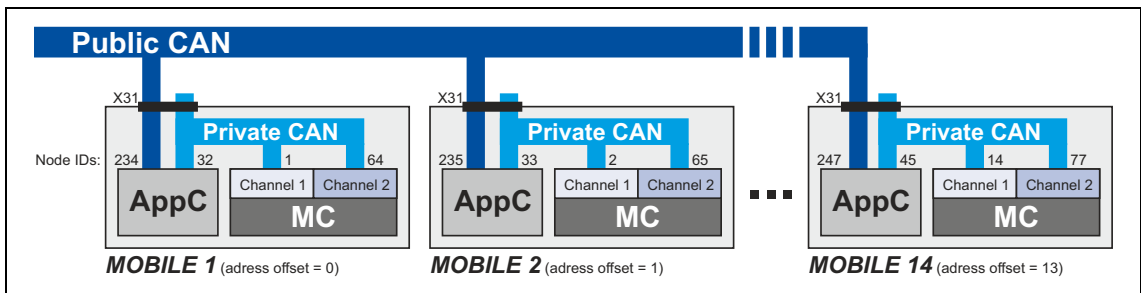 Public CAN
X31 X31 X31
Private CAN Private CAN Private CAN
Node IDs: 234 32 1 64 235 33 2 65 247 45 14 77
Channel 1 Channel 2 Channel 1 Channel 2 Channel 1 Channel 2
AppC MC AppC MC AppC MC
MOBILE 1 (adress offset = 0) MOBILE 2 (adress offset = 1) MOBILE 14 (adress offset = 13)